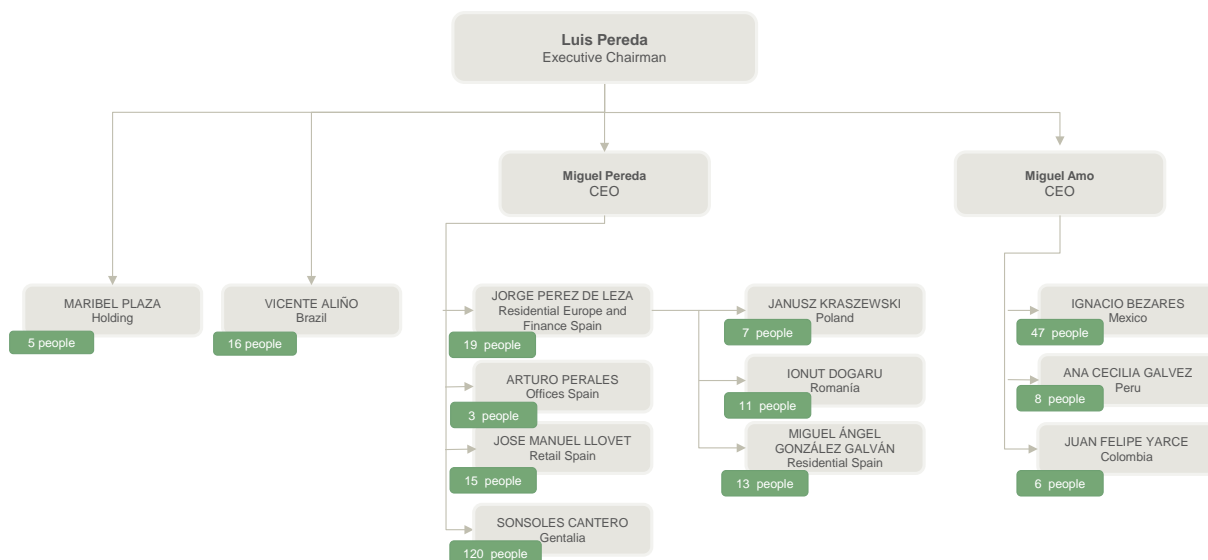 Luis Pereda
Executive Chairman
Miguel Pereda
CEO
Miguel Amo
CEO
MARIBEL PLAZA
Holding
5 people
VICENTE ALIÑO
Brazil
16 people
JORGE PEREZ DE LEZA
Residential Europe and
Finance Spain
19 people
JANUSZ KRASZEWSKI
Poland
7 people
IGNACIO BEZARES
Mexico
47 people
ARTURO PERALES
Offices Spain
3 people
IONUT DOGARU
Romanía
11 people
ANA CECILIA GALVEZ
Peru
8 people
JOSE MANUEL LLOVET
Retail Spain
15 people
MIGUEL ÁNGEL
GONZÁLEZ GALVÁN
Residential Spain
13 people
JUAN FELIPE YARCE
Colombia
6 people
SONSOLES CANTERO
Gentalia
120 people